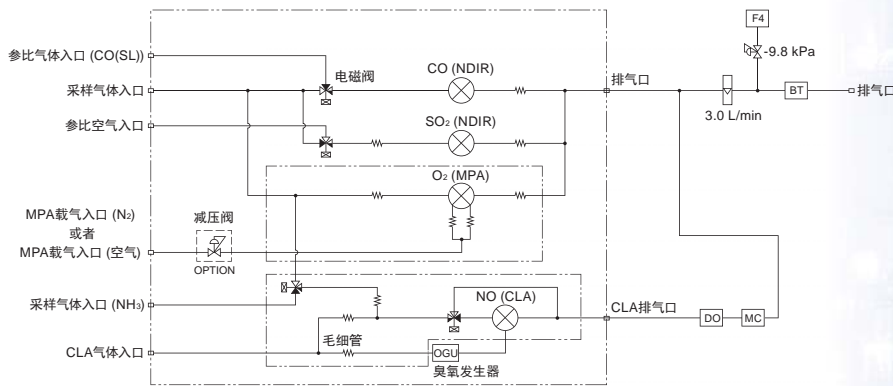 F4
-9.8 kPa
参比气体入口 (CO(SL))
电磁阀
CO (NDIR)
排气口
采样气体入口
BT
排气口
3.0 L/min
参比空气入口
SO₂ (NDIR)
O₂ (MPA)
MPA载气入口 (N₂)
或者
MPA载气入口 (空气)
减压阀
OPTION
采样气体入口 (NH₃)
NO (CLA)
CLA排气口
DO
MC
毛细管
CLA气体入口
OGU
臭氧发生器